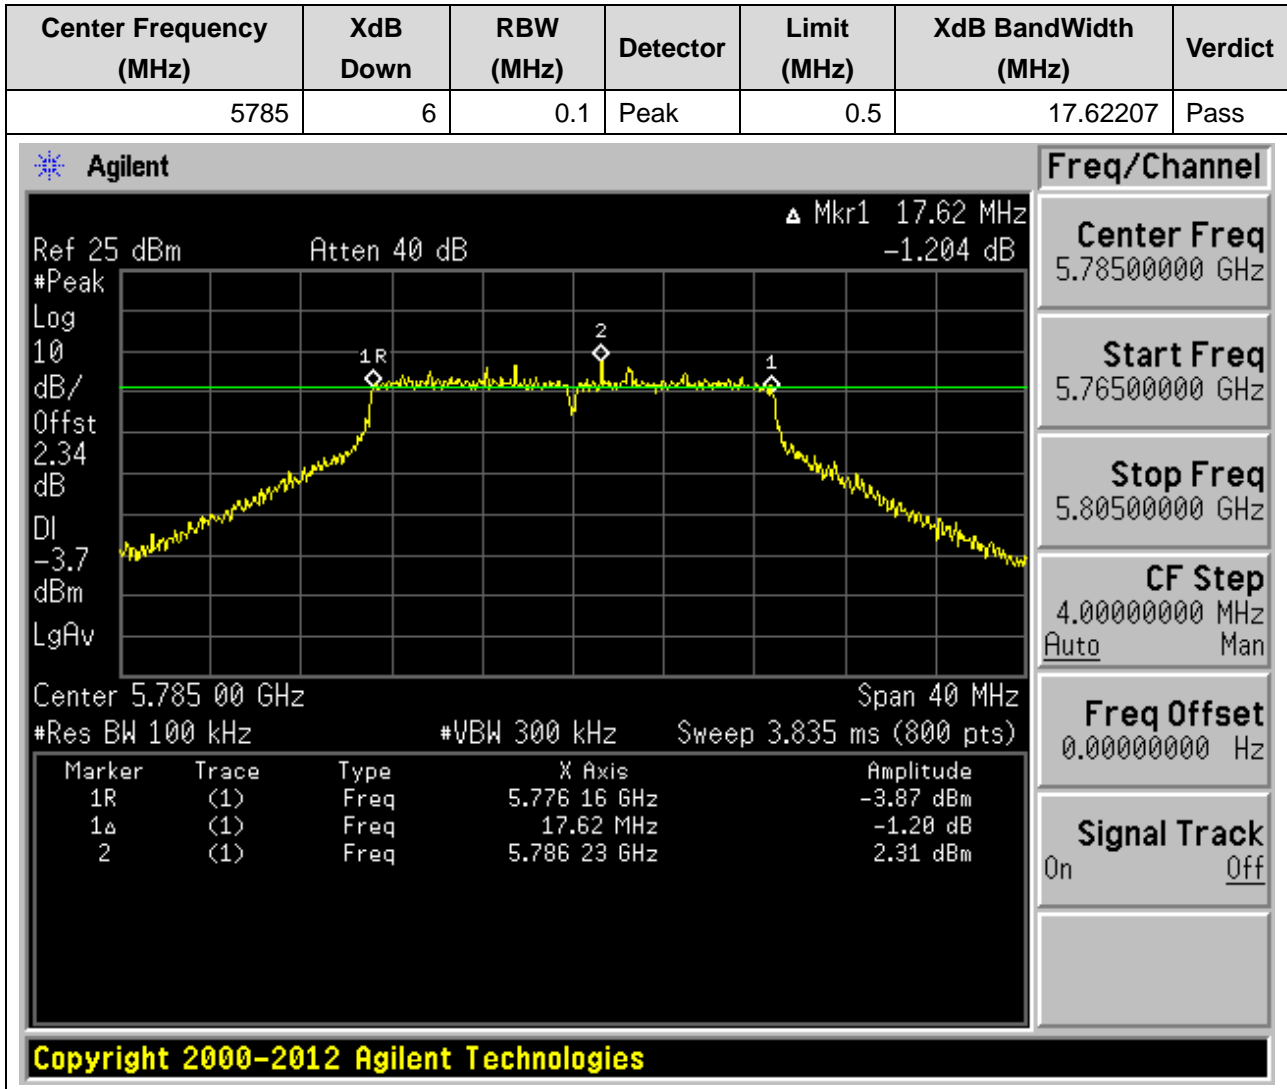 Center Frequency (MHz) XdB Down RBW (MHz) Detector Limit (MHz) XdB BandWidth (MHz) Verdict
5785 6 0.1 Peak 0.5 17.62207 Pass
Agilent
Freq/Channel
Δ Mkr1 17.62 MHz
Ref 25 dBm Atten 40 dB -1.204 dB
#Peak
Log
10
dB/
Offst
2.34
dB
DI
-3.7
dBm
LgAv
1R
2
1
Center 5.785 00 GHz Span 40 MHz
#Res BW 100 kHz #VBW 300 kHz Sweep 3.835 ms (800 pts)
Marker Trace Type X Axis Amplitude
1R (1) Freq 5.776 16 GHz -3.87 dBm
1Δ (1) Freq 17.62 MHz -1.20 dB
2 (1) Freq 5.786 23 GHz 2.31 dBm
Center Freq
5.78500000 GHz
Start Freq
5.76500000 GHz
Stop Freq
5.80500000 GHz
CF Step
4.00000000 MHz
Auto Man
Freq Offset
0.00000000 Hz
Signal Track
On Off
Copyright 2000-2012 Agilent Technologies